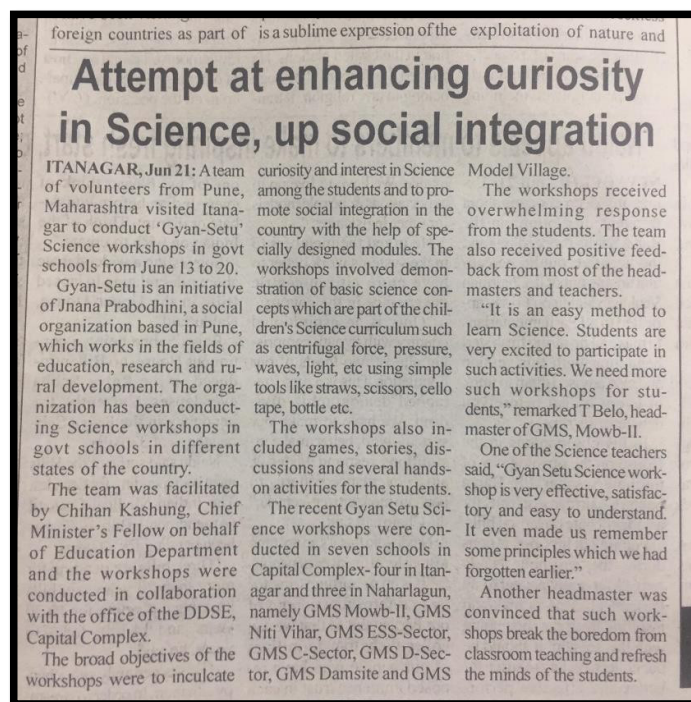 foreign countries as part of
is a sublime expression of the
exploitation of nature and
Attempt at enhancing curiosity
in Science, up social integration
ITANAGAR, Jun 21: A team
of volunteers from Pune,
Maharashtra visited Itana-
gar to conduct ‘Gyan-Setu’
Science workshops in govt
schools from June 13 to 20.
Gyan-Setu is an initiative
of Jnana Prabodhini, a social
organization based in Pune,
which works in the fields of
education, research and ru-
ral development. The orga-
nization has been conduct-
ing Science workshops in
govt schools in different
states of the country.
The team was facilitated
by Chihan Kashung, Chief
Minister’s Fellow on behalf
of Education Department
and the workshops were
conducted in collaboration
with the office of the DDSE,
Capital Complex.
The broad objectives of the
workshops were to inculcate
curiosity and interest in Science
among the students and to pro-
mote social integration in the
country with the help of spe-
cially designed modules. The
workshops involved demon-
stration of basic science con-
cepts which are part of the chil-
dren's Science curriculum such
as centrifugal force, pressure,
waves, light, etc using simple
tools like straws, scissors, cello
tape, bottle etc.
The workshops also in-
cluded games, stories, dis-
cussions and several hands-
on activities for the students.
The recent Gyan Setu Sci-
ence workshops were con-
ducted in seven schools in
Capital Complex- four in Itan-
agar and three in Naharlagun,
namely GMS Mowb-II, GMS
Niti Vihar, GMS ESS-Sector,
GMS C-Sector, GMS D-Sec-
tor, GMS Damsite and GMS
Model Village.
The workshops received
overwhelming response
from the students. The team
also received positive feed-
back from most of the head-
masters and teachers.
“It is an easy method to
learn Science. Students are
very excited to participate in
such activities. We need more
such workshops for stu-
dents,” remarked T Belo, head-
master of GMS, Mowb-II.
One of the Science teachers
said, “Gyan Setu Science work-
shop is very effective, satisfac-
tory and easy to understand.
It even made us remember
some principles which we had
forgotten earlier.”
Another headmaster was
convinced that such work-
shops break the boredom from
classroom teaching and refresh
the minds of the students.